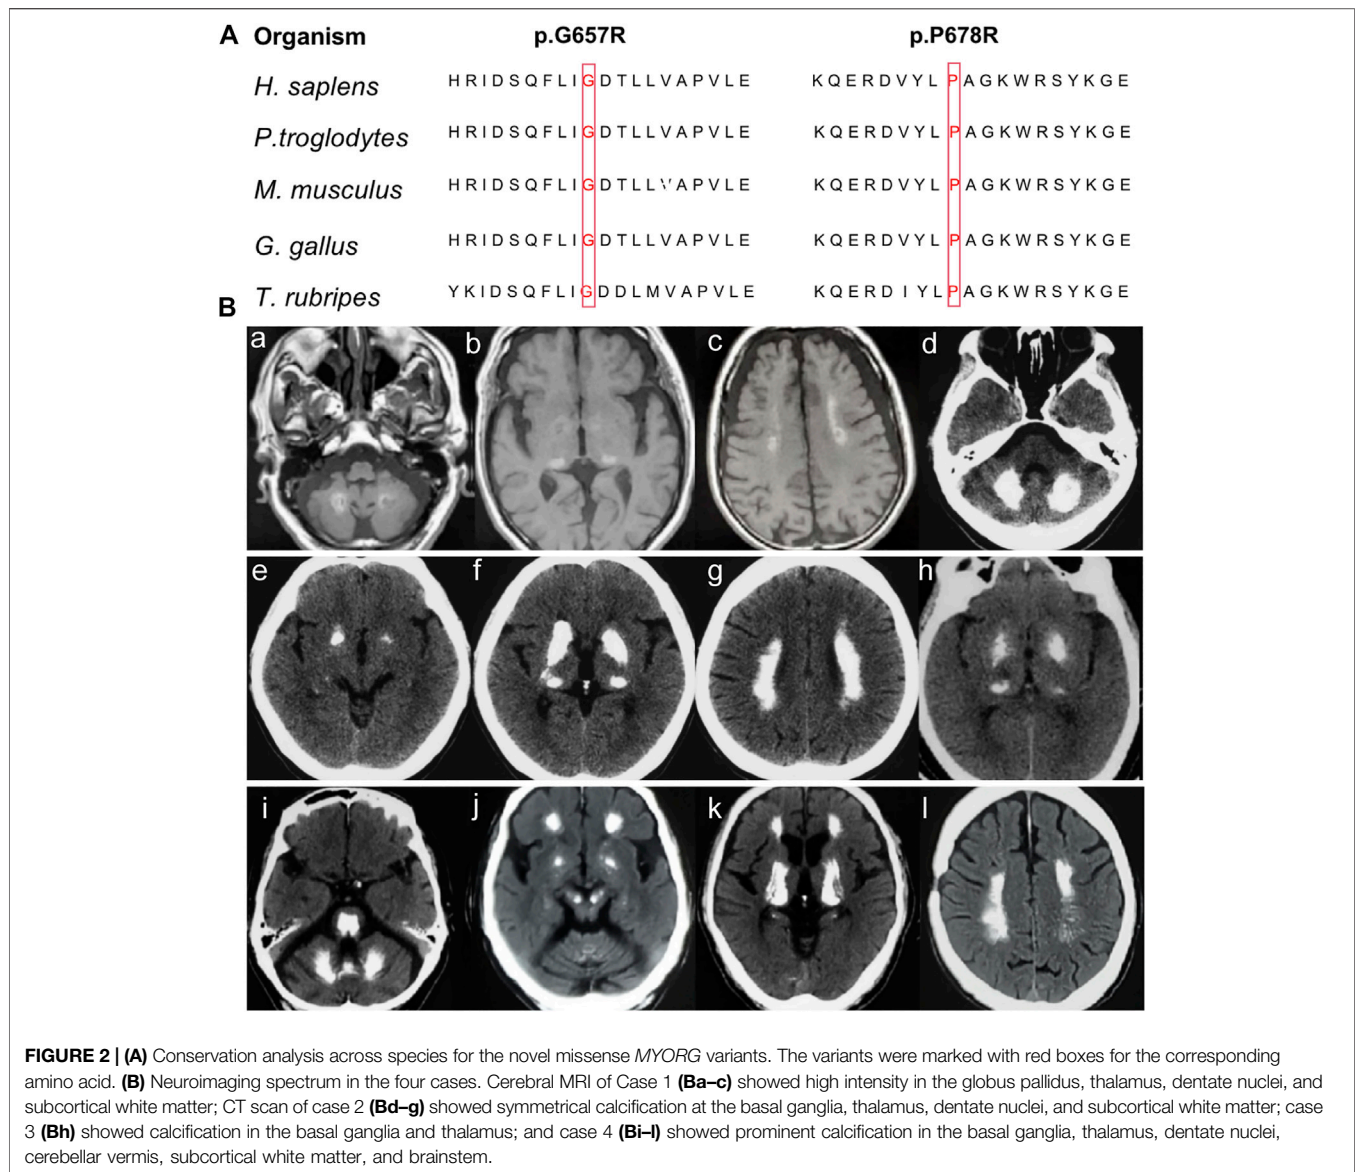 A Organism p.G657R p.P678R
H. saplens HRIDSQFLIGDTLLVAPVLE KQERDVYLPAGKWRSYKGE
P.troglodytes HRIDSQFLIGDTLLVAPVLE KQERDVYLPAGKWRSYKGE
M. musculus HRIDSQFLIGDTLLVAPVLE KQERDVYLPAGKWRSYKGE
G. gallus HRIDSQFLIGDTLLVAPVLE KQERDVYLPAGKWRSYKGE
T. rubripes YKIDSQFLIGDDLMVAPVLE KQERDIYLPAGKWRSYKGE
B
a b c d
e f g h
i j k l
FIGURE 2 | (A) Conservation analysis across species for the novel missense MYORG variants. The variants were marked with red boxes for the corresponding
amino acid. (B) Neuroimaging spectrum in the four cases. Cerebral MRI of Case 1 (Ba–c) showed high intensity in the globus pallidus, thalamus, dentate nuclei, and
subcortical white matter; CT scan of case 2 (Bd–g) showed symmetrical calcification at the basal ganglia, thalamus, dentate nuclei, and subcortical white matter; case
3 (Bh) showed calcification in the basal ganglia and thalamus; and case 4 (Bi–l) showed prominent calcification in the basal ganglia, thalamus, dentate nuclei,
cerebellar vermis, subcortical white matter, and brainstem.